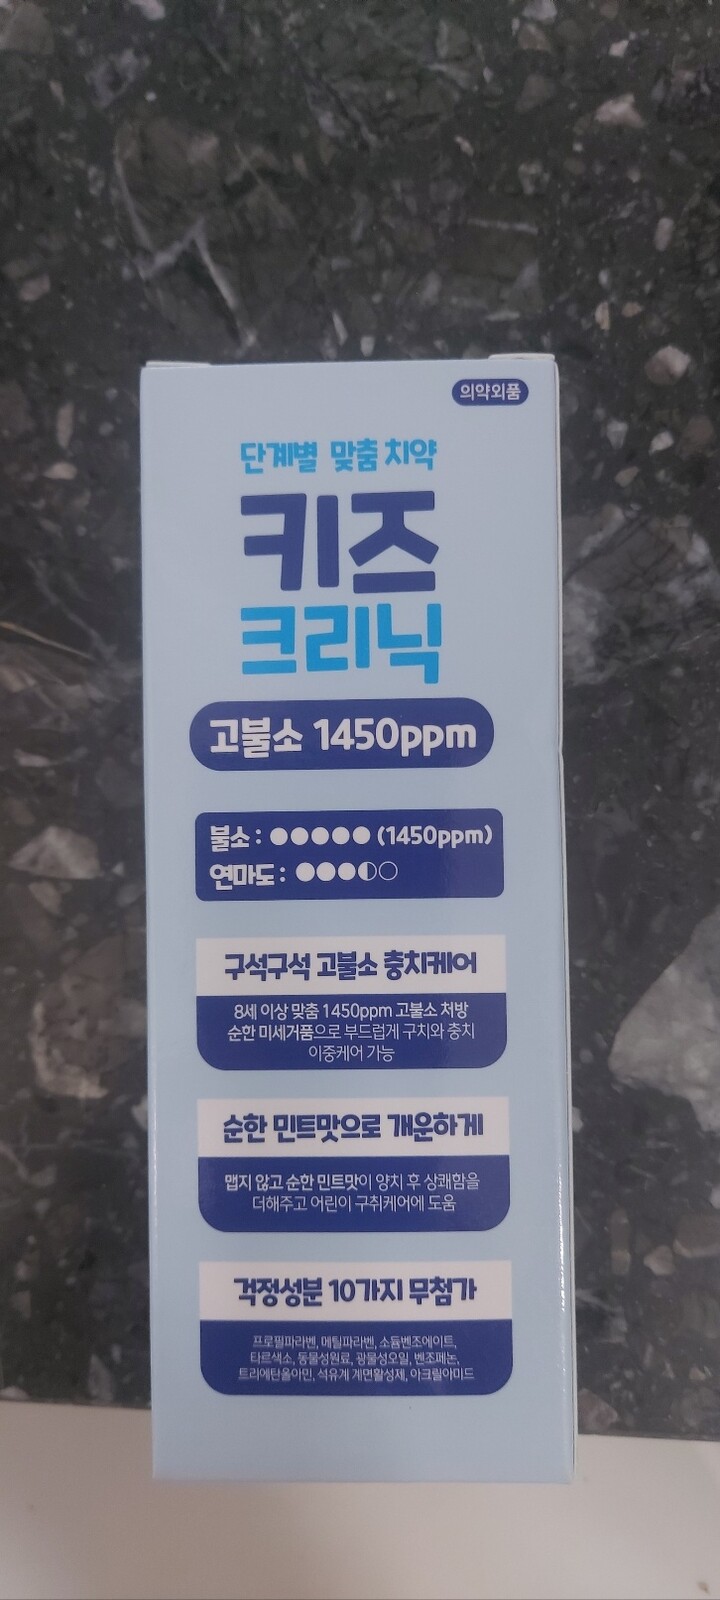 의약외품
단계별 맞춤 치약
키즈
크리닉
고불소 1450ppm
불소 : ●●●●● (1450ppm)
연마도 : ●●●◐○
구석구석 고불소 충치케어
8세 이상 맞춤 1450ppm 고불소 처방
순한 미세거품으로 부드럽게 구취와 충치
이중케어 가능
순한 민트맛으로 개운하게
맵지 않고 순한 민트맛이 양치 후 상쾌함을
더해주고 어린이 구취케어에 도움
걱정성분 10가지 무첨가
프로필파라벤, 메틸파라벤, 소듐벤조에이트,
타르색소, 동물성원료, 광물성오일, 벤조페논,
트리에탄올아민, 석유계 계면활성제, 아크릴아미드